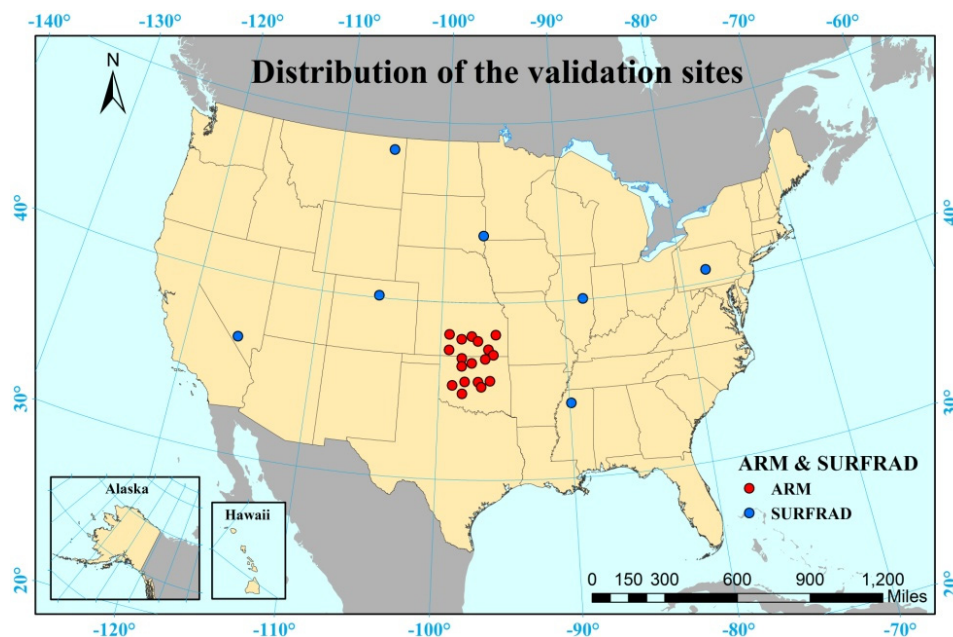 -140° -130° -120° -110° -100° -90° -80° -70° -60°
N
Distribution of the validation sites
40° 40°
30° 30°
ARM & SURFRAD
ARM
SURFRAD
Alaska
Hawaii
20° 20°
0 150 300 600 900 1,200
Miles
-120° -110° -100° -90° -80° -70°